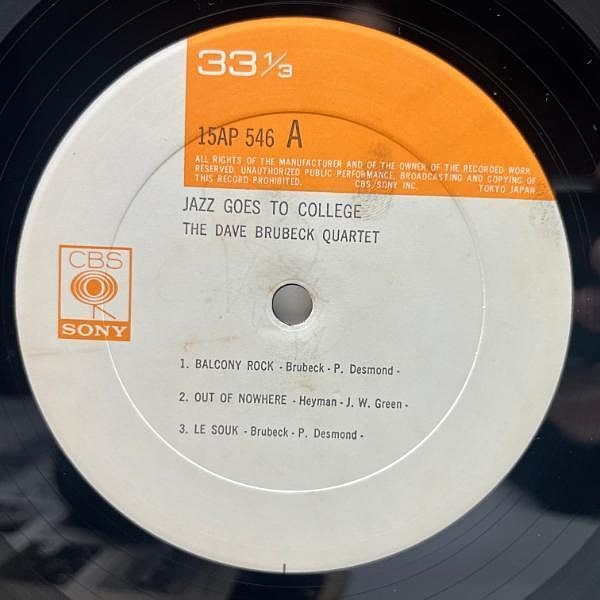 33 1/3
15AP 546 A
ALL RIGHTS OF THE MANUFACTURER AND OF THE OWNER OF THE RECORDED WORK
RESERVED. UNAUTHORIZED PUBLIC PERFORMANCE, BROADCASTING AND COPYING OF
THIS RECORD PROHIBITED. CBS/SONY INC. TOKYO JAPAN
JAZZ GOES TO COLLEGE
THE DAVE BRUBECK QUARTET
CBS
SONY
1. BALCONY ROCK - Brubeck - P. Desmond -
2. OUT OF NOWHERE - Heyman - J. W. Green -
3. LE SOUK - Brubeck - P. Desmond -